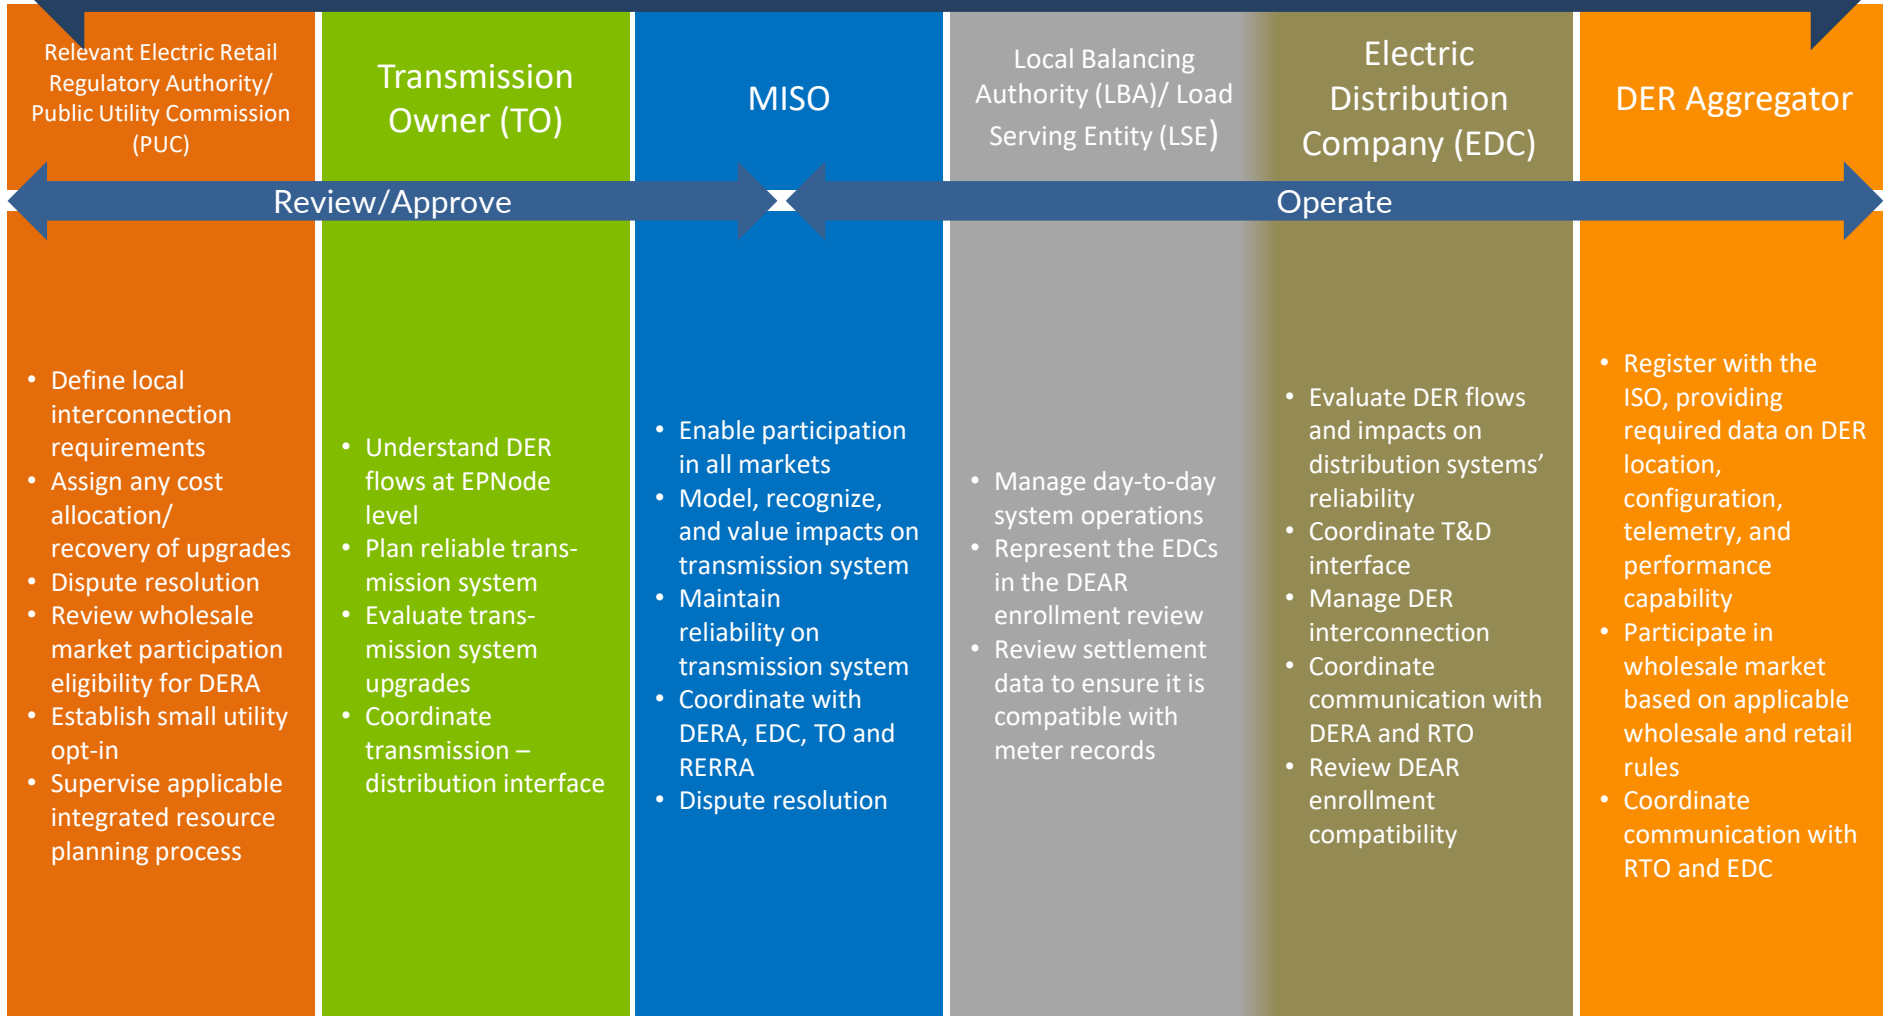 Relevant Electric Retail
Regulatory Authority/
Public Utility Commission
(PUC)
Transmission
Owner (TO)
MISO
Local Balancing
Authority (LBA)/ Load
Serving Entity (LSE)
Electric
Distribution
Company (EDC)
DER Aggregator
Review/Approve
Operate
• Define local
interconnection
requirements
• Assign any cost
allocation/
recovery of upgrades
• Dispute resolution
• Review wholesale
market participation
eligibility for DERA
• Establish small utility
opt-in
• Supervise applicable
integrated resource
planning process
• Understand DER
flows at EPNode
level
• Plan reliable trans-
mission system
• Evaluate trans-
mission system
upgrades
• Coordinate
transmission –
distribution interface
• Enable participation
in all markets
• Model, recognize,
and value impacts on
transmission system
• Maintain
reliability on
transmission system
• Coordinate with
DERA, EDC, TO and
RERRA
• Dispute resolution
• Manage day-to-day
system operations
• Represent the EDCs
in the DEAR
enrollment review
• Review settlement
data to ensure it is
compatible with
meter records
• Evaluate DER flows
and impacts on
distribution systems’
reliability
• Coordinate T&D
interface
• Manage DER
interconnection
• Coordinate
communication with
DERA and RTO
• Review DEAR
enrollment
compatibility
• Register with the
ISO, providing
required data on DER
location,
configuration,
telemetry, and
performance
capability
• Participate in
wholesale market
based on applicable
wholesale and retail
rules
• Coordinate
communication with
RTO and EDC